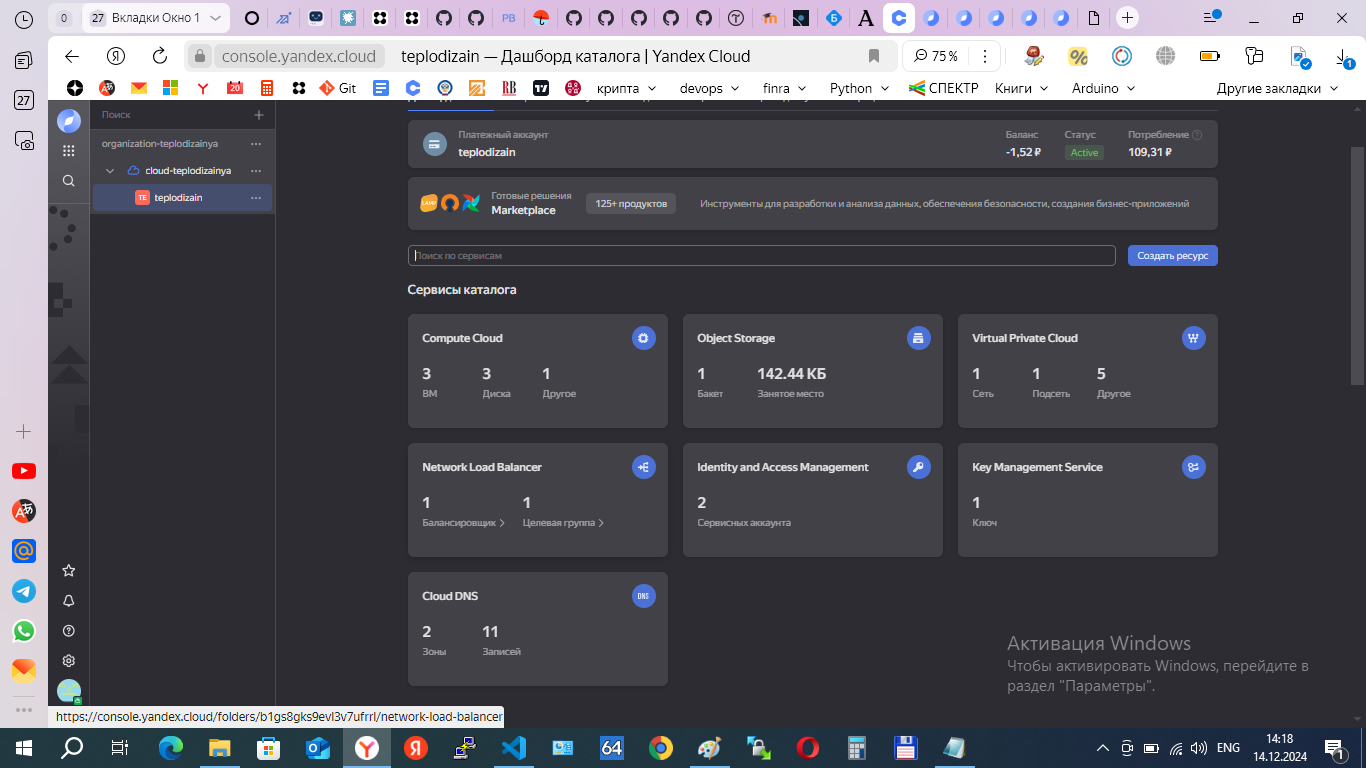 0
27 Вкладки Окно 1
РВ
console.yandex.cloud teplodizain — Дашборд каталога | Yandex Cloud
75 %
27
20
Git
RB
крипта
devops
finra
Python
СПЕКТР
Книги
Arduino
Другие закладки
1
Поиск
organization-teplodizainya
cloud-teplodizainya
TE teplodizain
Платежный аккаунт
teplodizain
Баланс
-1,52 ₽
Статус
Active
Потребление
109,31 ₽
Готовые решения
Marketplace
125+ продуктов
Инструменты для разработки и анализа данных, обеспечения безопасности, создания бизнес-приложений
Поиск по сервисам
Создать ресурс
Сервисы каталога
Compute Cloud
3 3 1
ВМ Диска Другое
Object Storage
1 142.44 КБ
Бакет Занятое место
Virtual Private Cloud
1 1 5
Сеть Подсеть Другое
Network Load Balancer
1 1
Балансировщик Целевая группа
Identity and Access Management
2
Сервисных аккаунта
Key Management Service
1
Ключ
Cloud DNS
DNS
2 11
Зоны Записей
Активация Windows
Чтобы активировать Windows, перейдите в
раздел "Параметры".
https://console.yandex.cloud/folders/b1gs8gks9evl3v7ufrrl/network-load-balancer
64
ENG
14:18
14.12.2024
1